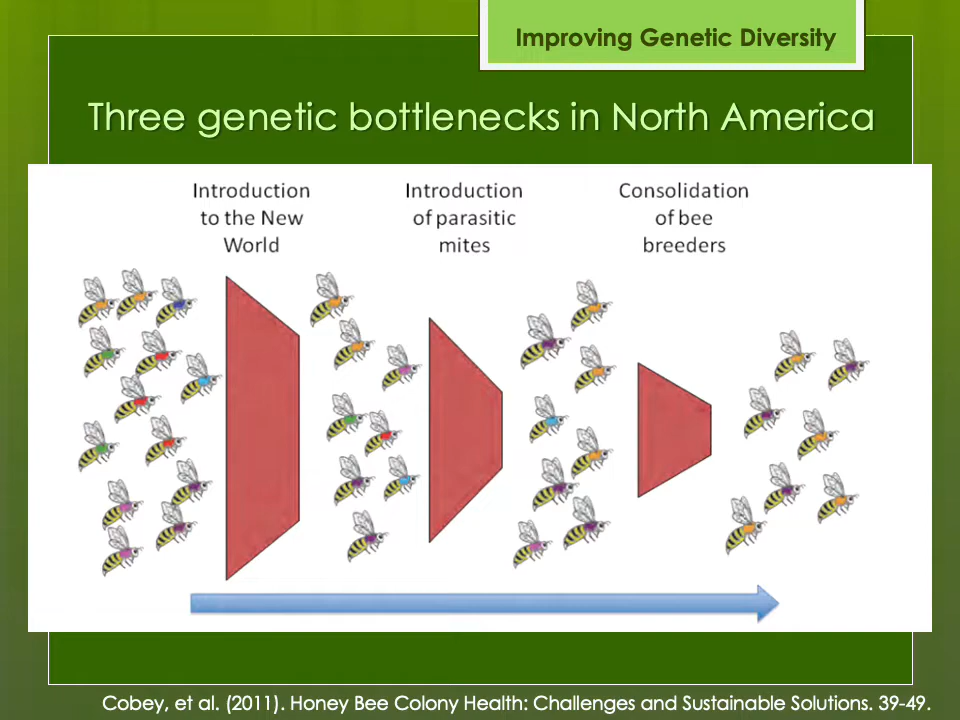 Improving Genetic Diversity
Three genetic bottlenecks in North America
Introduction
to the New
World
Introduction
of parasitic
mites
Consolidation
of bee
breeders
Cobey, et al. (2011). Honey Bee Colony Health: Challenges and Sustainable Solutions. 39-49.